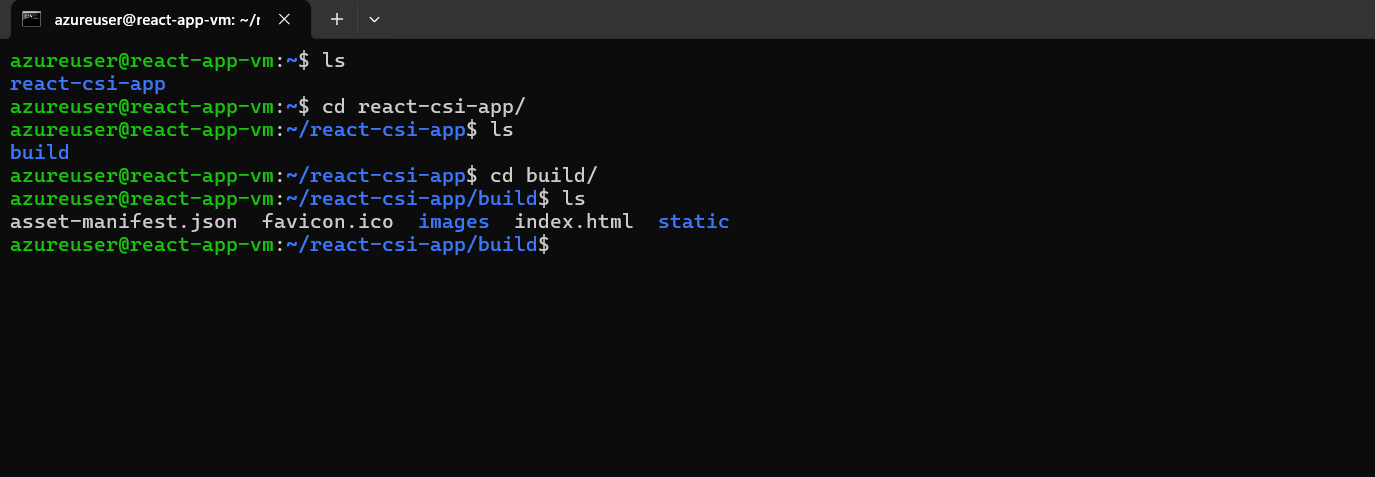 azureuser@react-app-vm: ~/r
azureuser@react-app-vm:~$ ls
react-csi-app
azureuser@react-app-vm:~$ cd react-csi-app/
azureuser@react-app-vm:~/react-csi-app$ ls
build
azureuser@react-app-vm:~/react-csi-app$ cd build/
azureuser@react-app-vm:~/react-csi-app/build$ ls
asset-manifest.json  favicon.ico  images  index.html  static
azureuser@react-app-vm:~/react-csi-app/build$